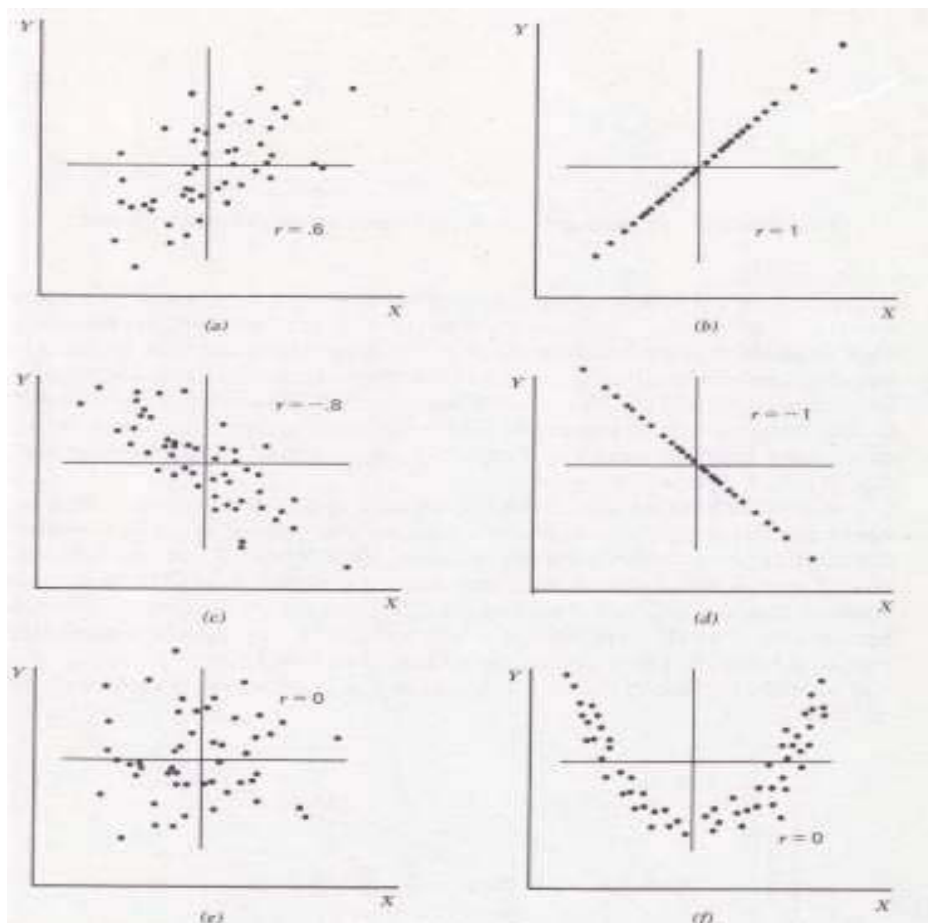 Y
r = .6
X
(a)
Y
r = 1
X
(b)
Y
r = -.8
X
(c)
Y
r = -1
X
(d)
Y
r = 0
X
(e)
Y
r = 0
X
(f)